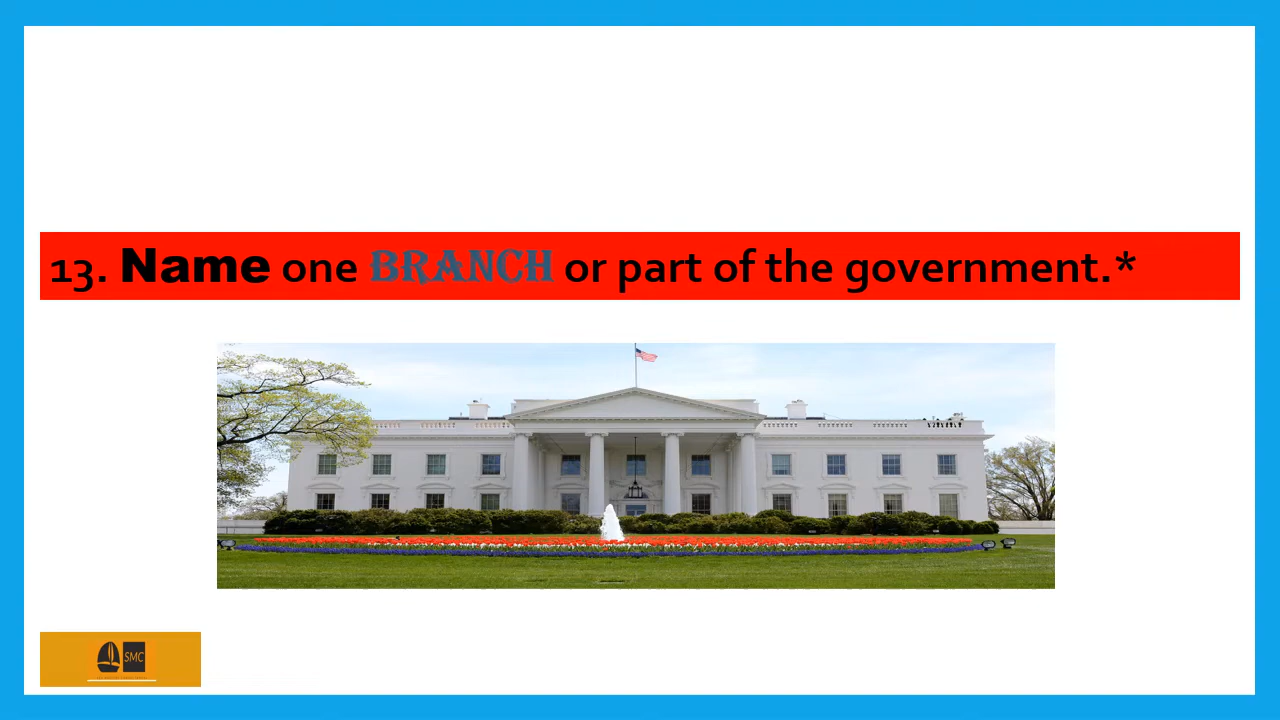 13. Name one BRANCH or part of the government.*
SMC